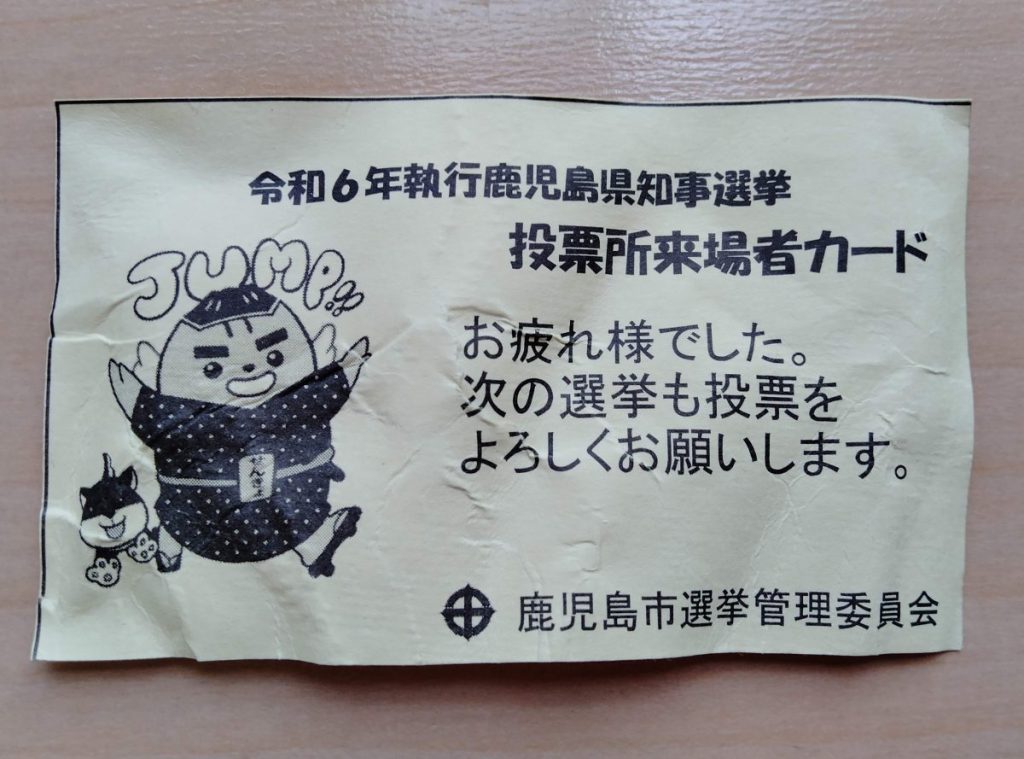 令和6年執行鹿児島県知事選挙
投票所来場者カード
JUMP!!
お疲れ様でした。
次の選挙も投票を
よろしくお願いします。
鹿児島市選挙管理委員会